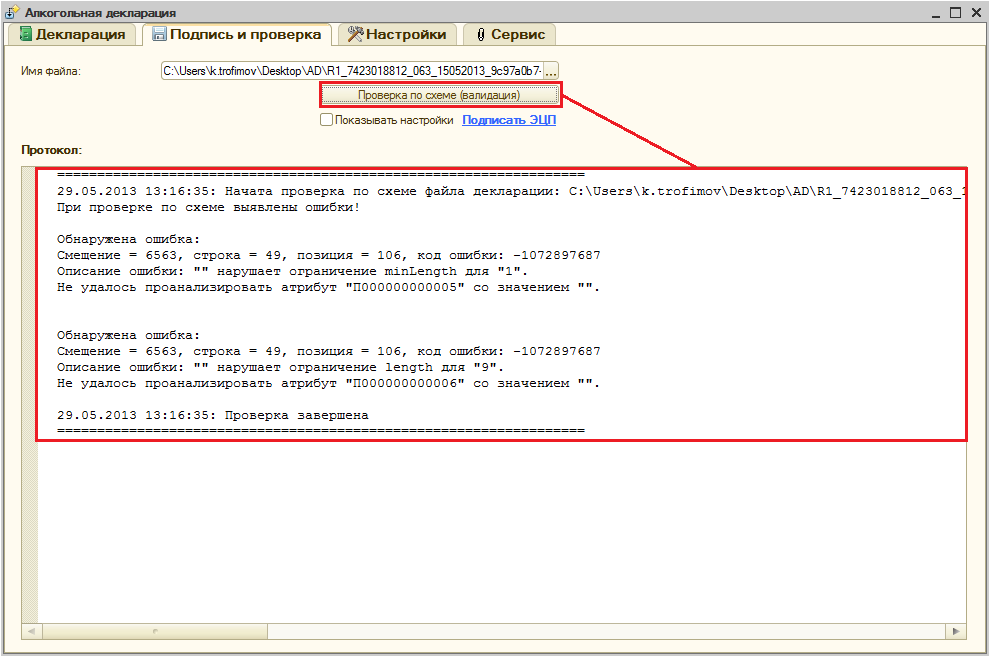 Алкогольная декларация
Декларация
Подпись и проверка
Настройки
Сервис
Имя файла:
C:\Users\k.trofimov\Desktop\AD\R1_7423018812_063_15052013_9c97a0b7-
...
Проверка по схеме (валидация)
Показывать настройки
Подписать ЭЦП
Протокол:
==================================================================
29.05.2013 13:16:35: Начата проверка по схеме файла декларации: C:\Users\k.trofimov\Desktop\AD\R1_7423018812_063_1
При проверке по схеме выявлены ошибки!
Обнаружена ошибка:
Смещение = 6563, строка = 49, позиция = 106, код ошибки: -1072897687
Описание ошибки: "" нарушает ограничение minLength для "1".
Не удалось проанализировать атрибут "П000000000005" со значением "".
Обнаружена ошибка:
Смещение = 6563, строка = 49, позиция = 106, код ошибки: -1072897687
Описание ошибки: "" нарушает ограничение length для "9".
Не удалось проанализировать атрибут "П000000000006" со значением "".
29.05.2013 13:16:35: Проверка завершена
==================================================================